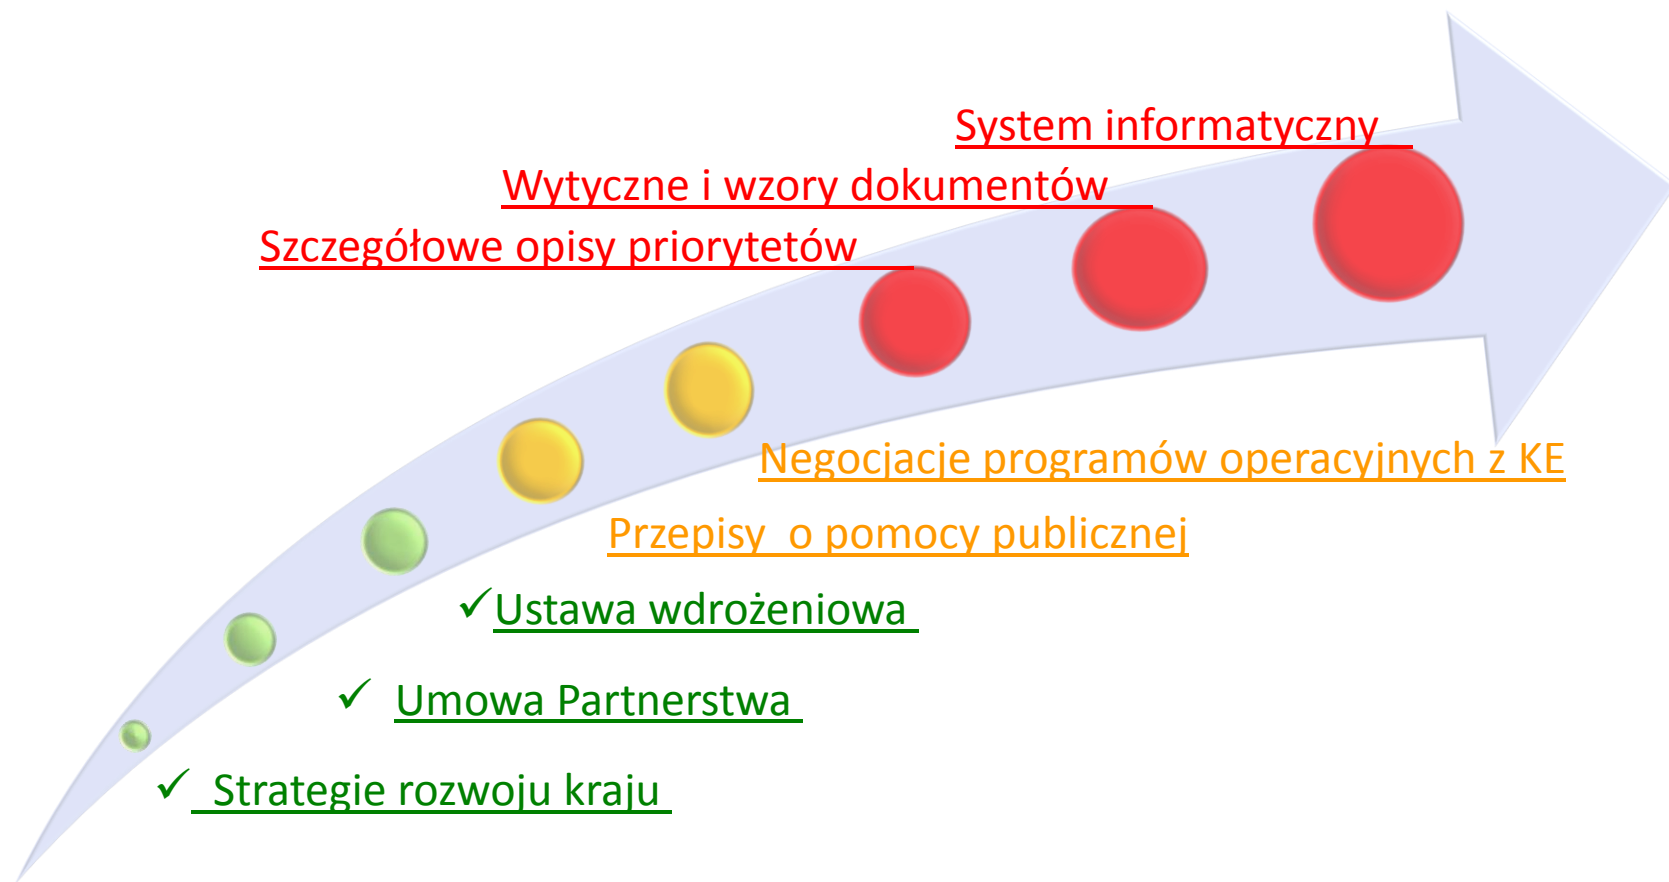 System informatyczny
Wytyczne i wzory dokumentów
Szczegółowe opisy priorytetów
Negocjacje programów operacyjnych z KE
Przepisy o pomocy publicznej
✓Ustawa wdrożeniowa
✓ Umowa Partnerstwa
✓ Strategie rozwoju kraju